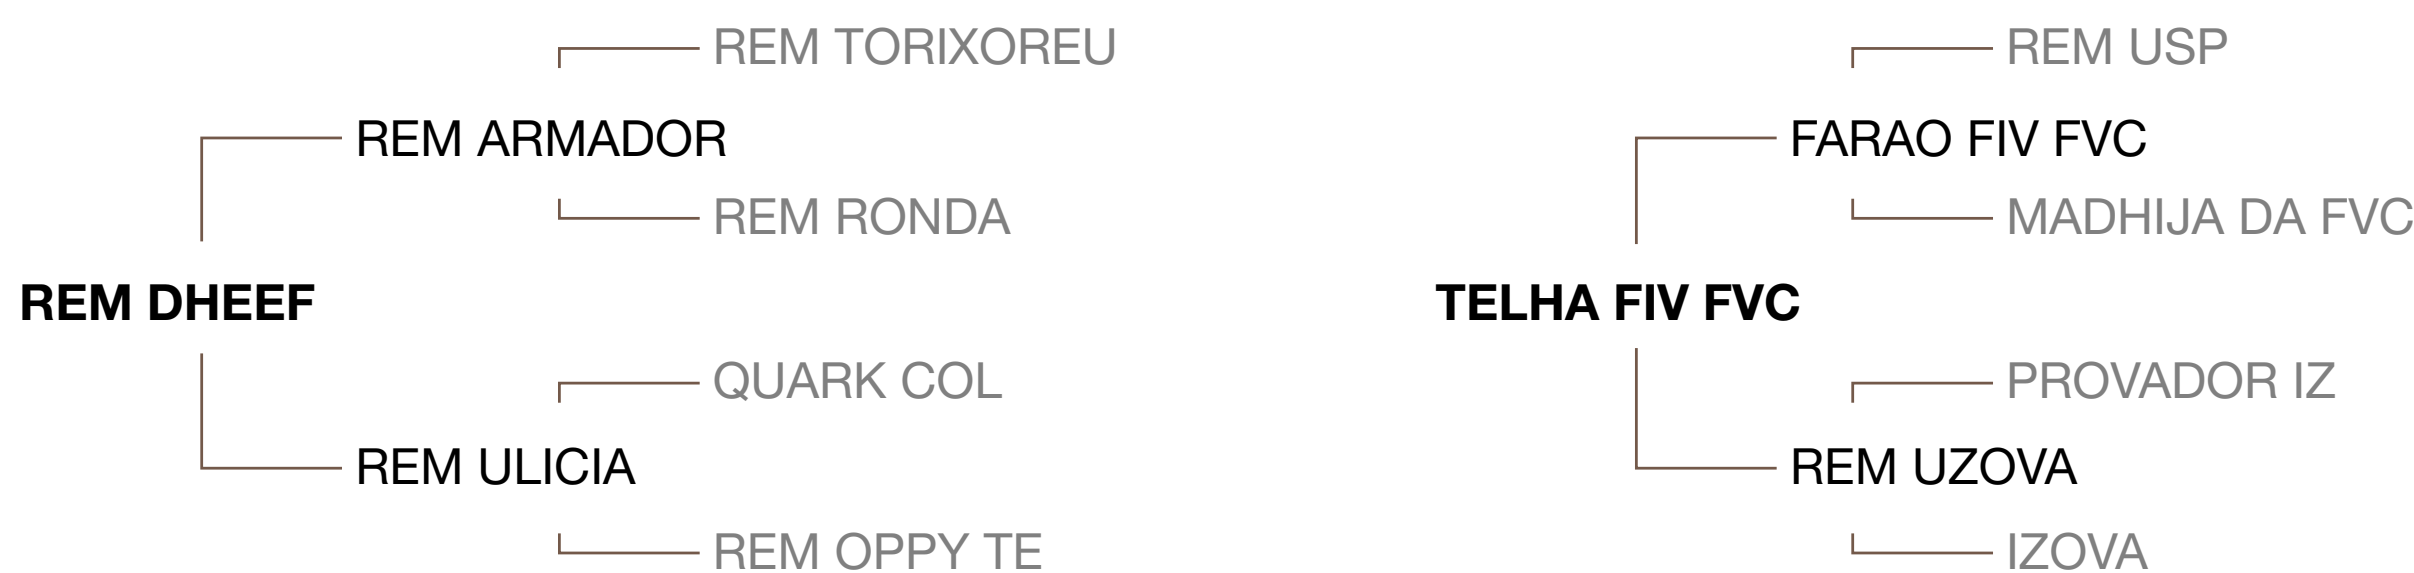 REM TORIXOREU
REM ARMADOR
REM RONDA
REM DHEEF
QUARK COL
REM ULICIA
REM OPPY TE
REM USP
FARAO FIV FVC
MADHIJA DA FVC
TELHA FIV FVC
PROVADOR IZ
REM UZOVA
IZOVA